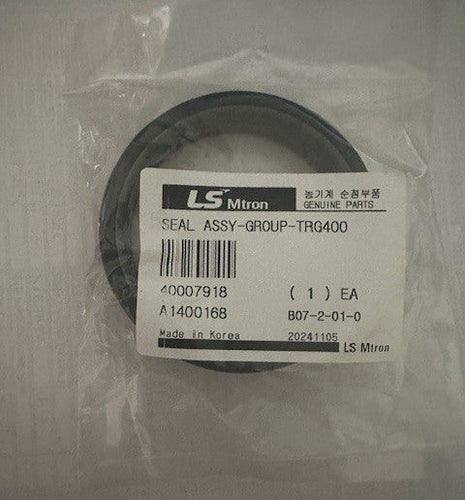 LS Mtron 농기계 순정부품
GENUINE PARTS
SEAL ASSY-GROUP-TRG400
40007918 ( 1 ) EA
A1400168 B07-2-01-0
Made in Korea 20241105
LS Mtron